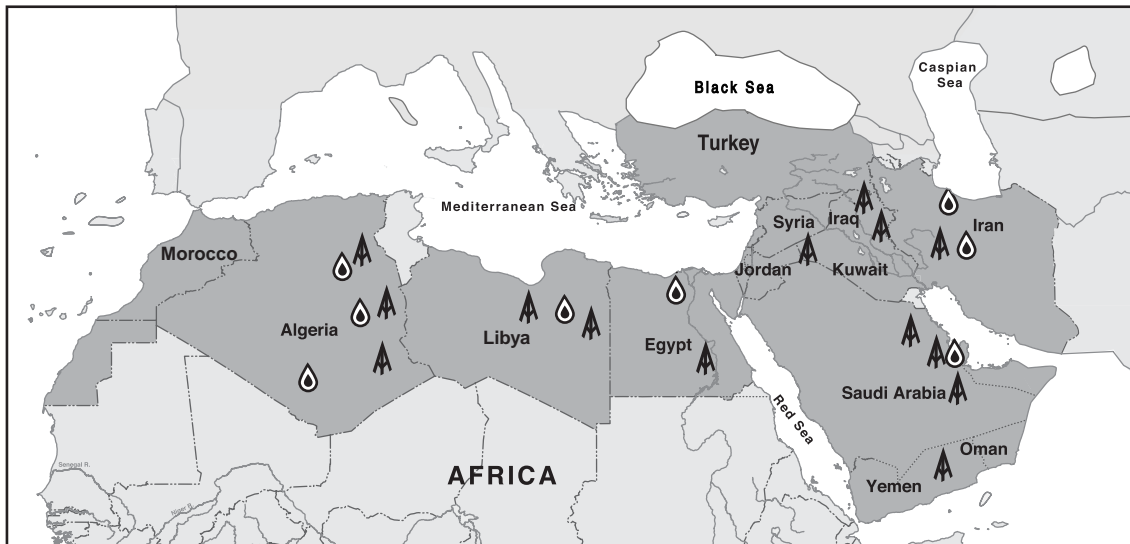 Caspian
Sea
Black Sea
Turkey
Mediterranean Sea
Syria
Iraq
Iran
Morocco
Jordan
Kuwait
Algeria
Libya
Egypt
Saudi Arabia
Red Sea
Oman
AFRICA
Senegal R.
Yemen
Niger R.